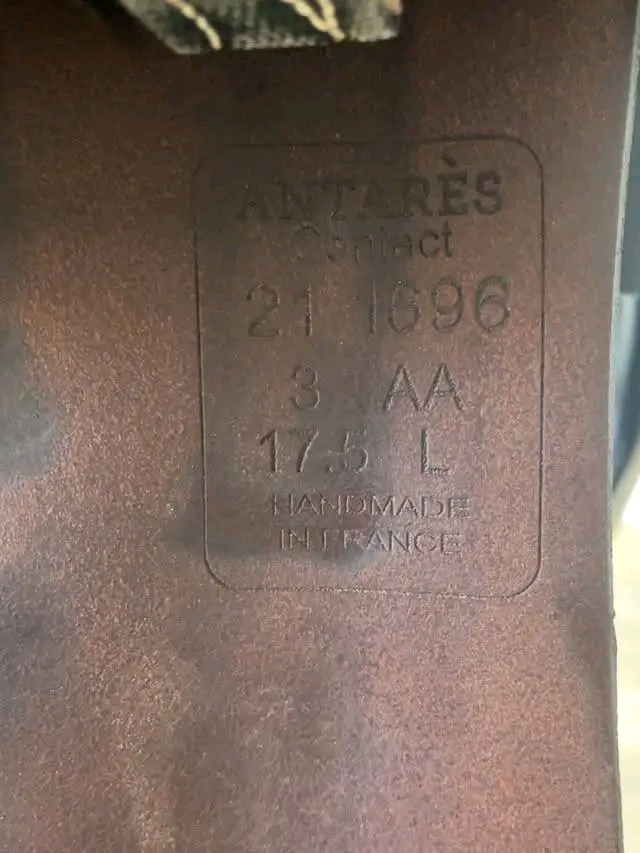 ANTARÈS
Contact
21 1696
3 AA
17.5 L
HANDMADE
IN FRANCE